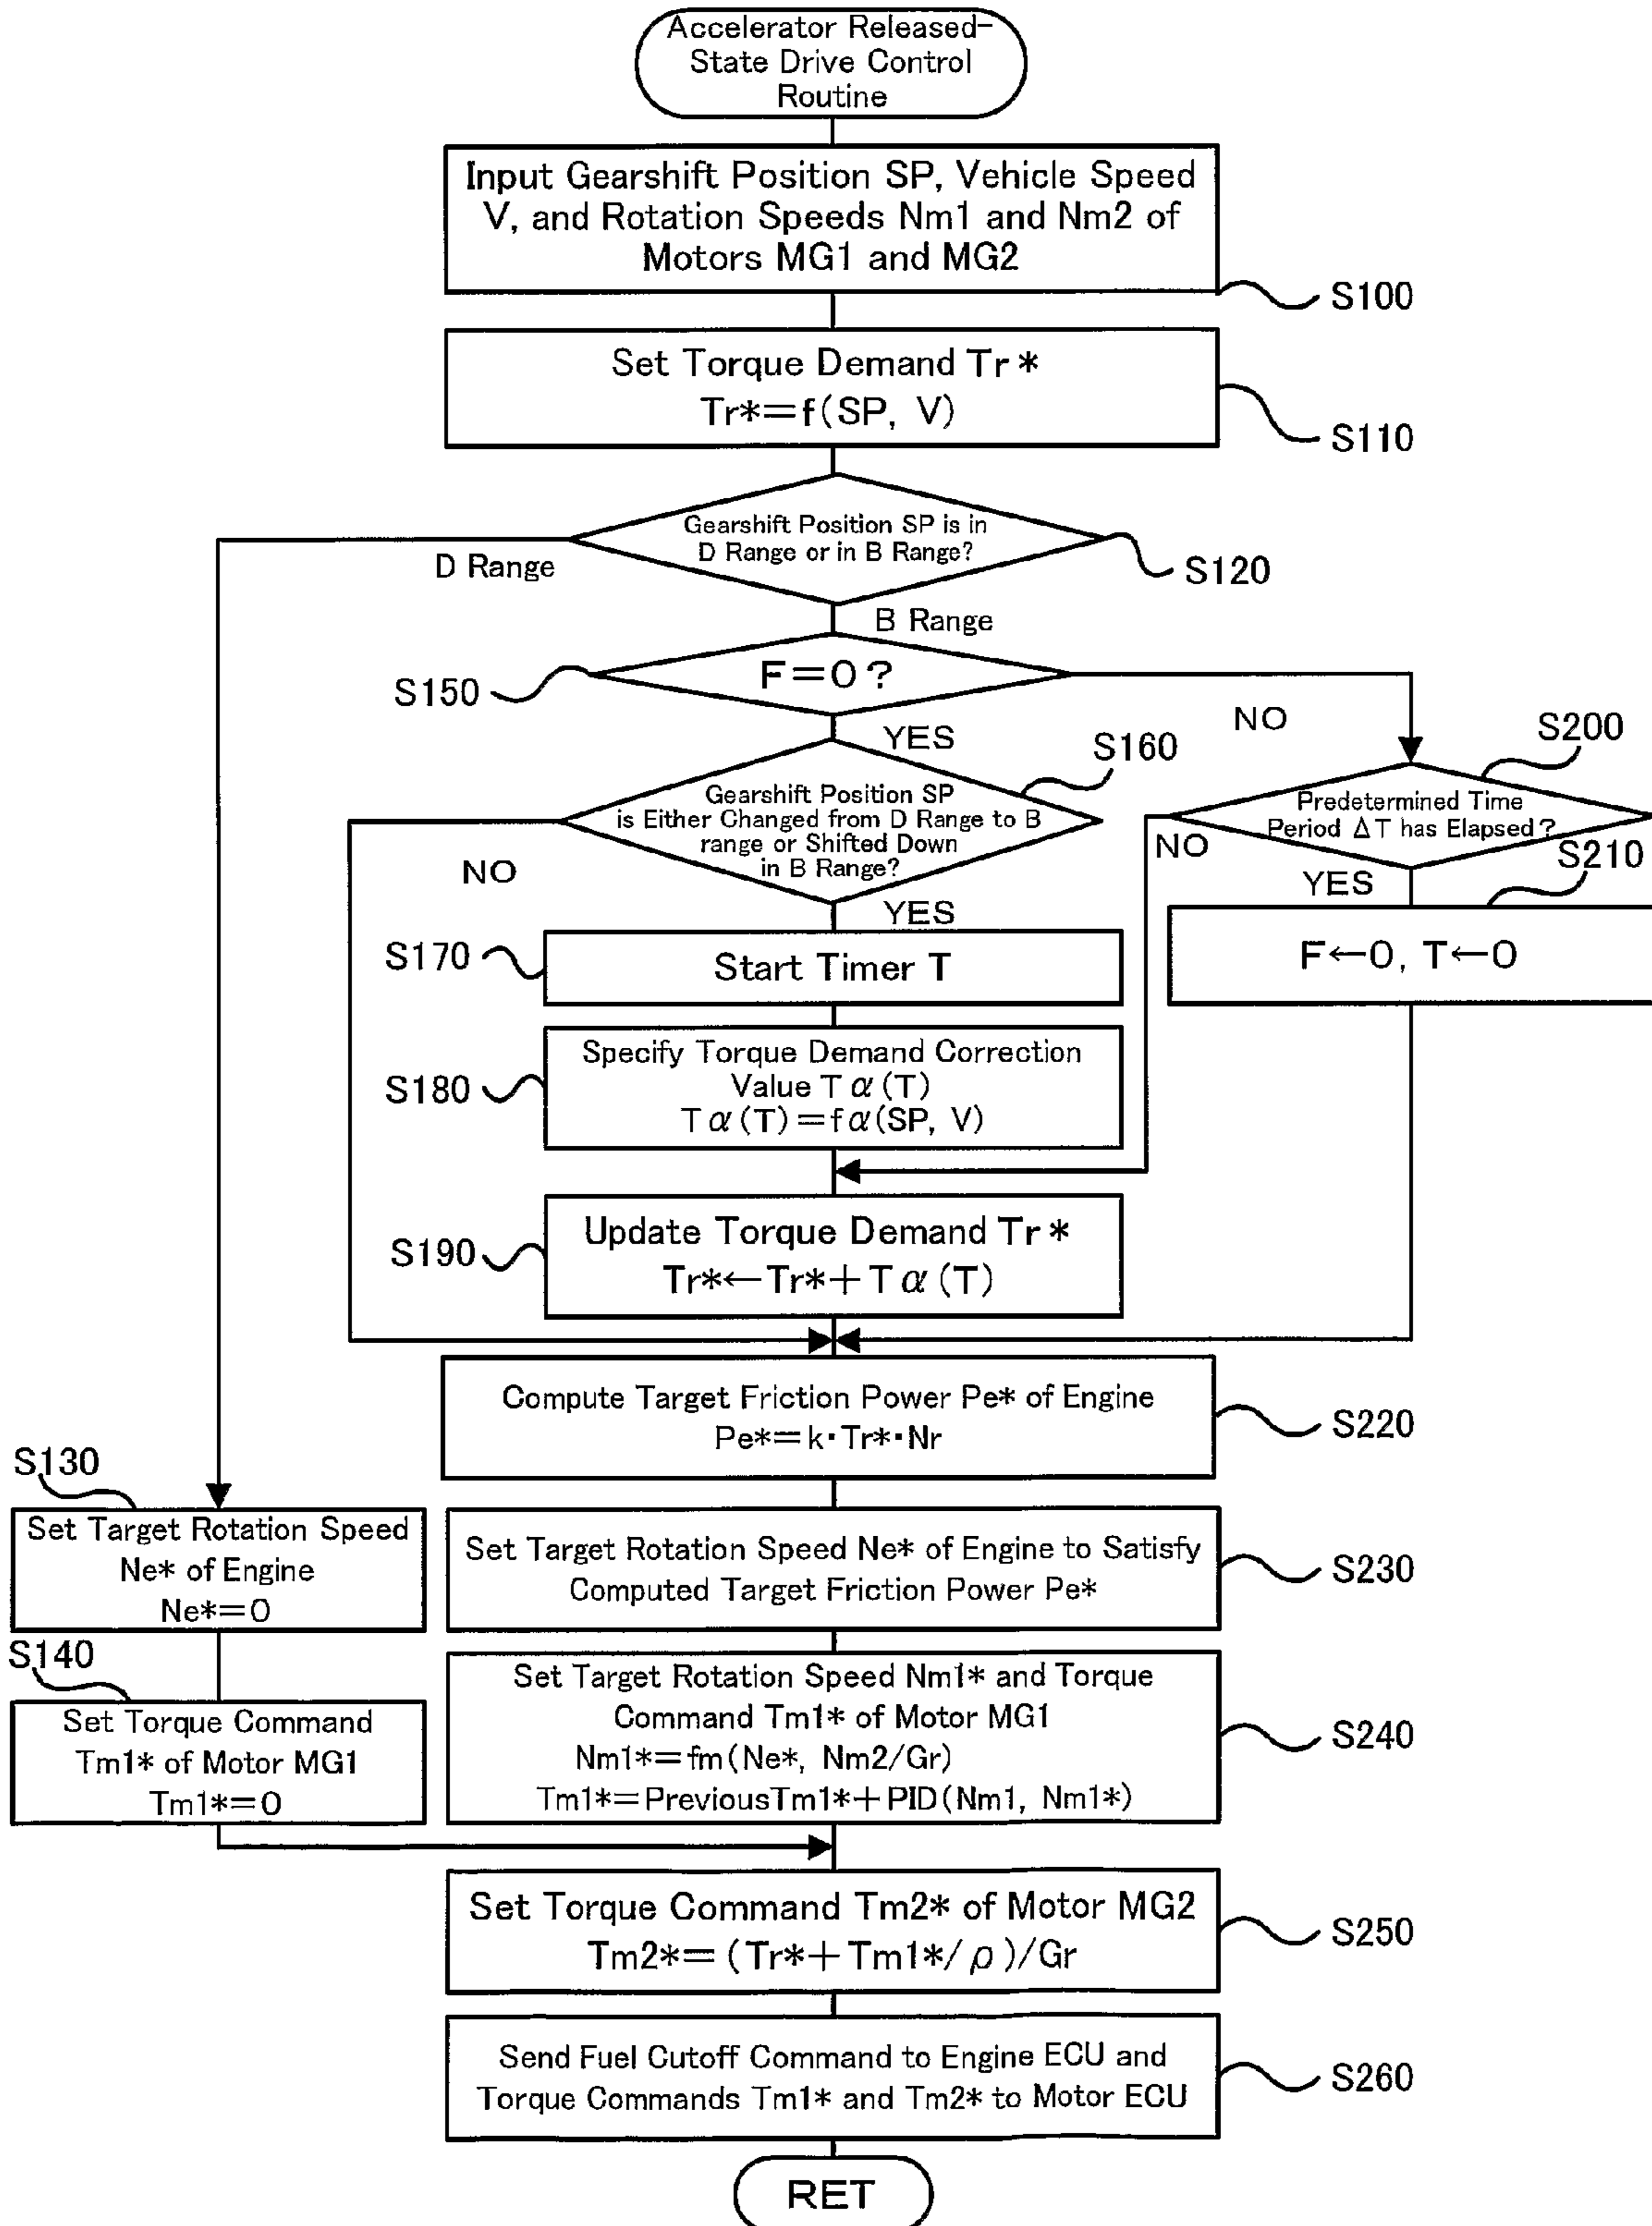 Accelerator Released-
State Drive Control
Routine
Input Gearshift Position SP, Vehicle Speed
V, and Rotation Speeds Nm1 and Nm2 of
Motors MG1 and MG2
S100
Set Torque Demand Tr*
Tr*=f(SP, V)
S110
Gearshift Position SP is in
D Range or in B Range?
S120
D Range
B Range
F=0?
S150
NO
YES
S160
S200
Gearshift Position SP
is Either Changed from D Range to B
range or Shifted Down
in B Range?
NO
YES
Predetermined Time
Period ΔT has Elapsed?
NO
YES
S210
F←0, T←0
S170
Start Timer T
S180
Specify Torque Demand Correction
Value Tα(T)
Tα(T)=fα(SP, V)
S190
Update Torque Demand Tr*
Tr*←Tr*+Tα(T)
Compute Target Friction Power Pe* of Engine
Pe*=k・Tr*・Nr
S220
S130
Set Target Rotation Speed
Ne* of Engine
Ne*=0
Set Target Rotation Speed Ne* of Engine to Satisfy
Computed Target Friction Power Pe*
S230
S140
Set Torque Command
Tm1* of Motor MG1
Tm1*=0
Set Target Rotation Speed Nm1* and Torque
Command Tm1* of Motor MG1
Nm1*=fm(Ne*, Nm2/Gr)
Tm1*=PreviousTm1*+PID(Nm1, Nm1*)
S240
Set Torque Command Tm2* of Motor MG2
Tm2*=(Tr*+Tm1*/ρ)/Gr
S250
Send Fuel Cutoff Command to Engine ECU and
Torque Commands Tm1* and Tm2* to Motor ECU
S260
RET